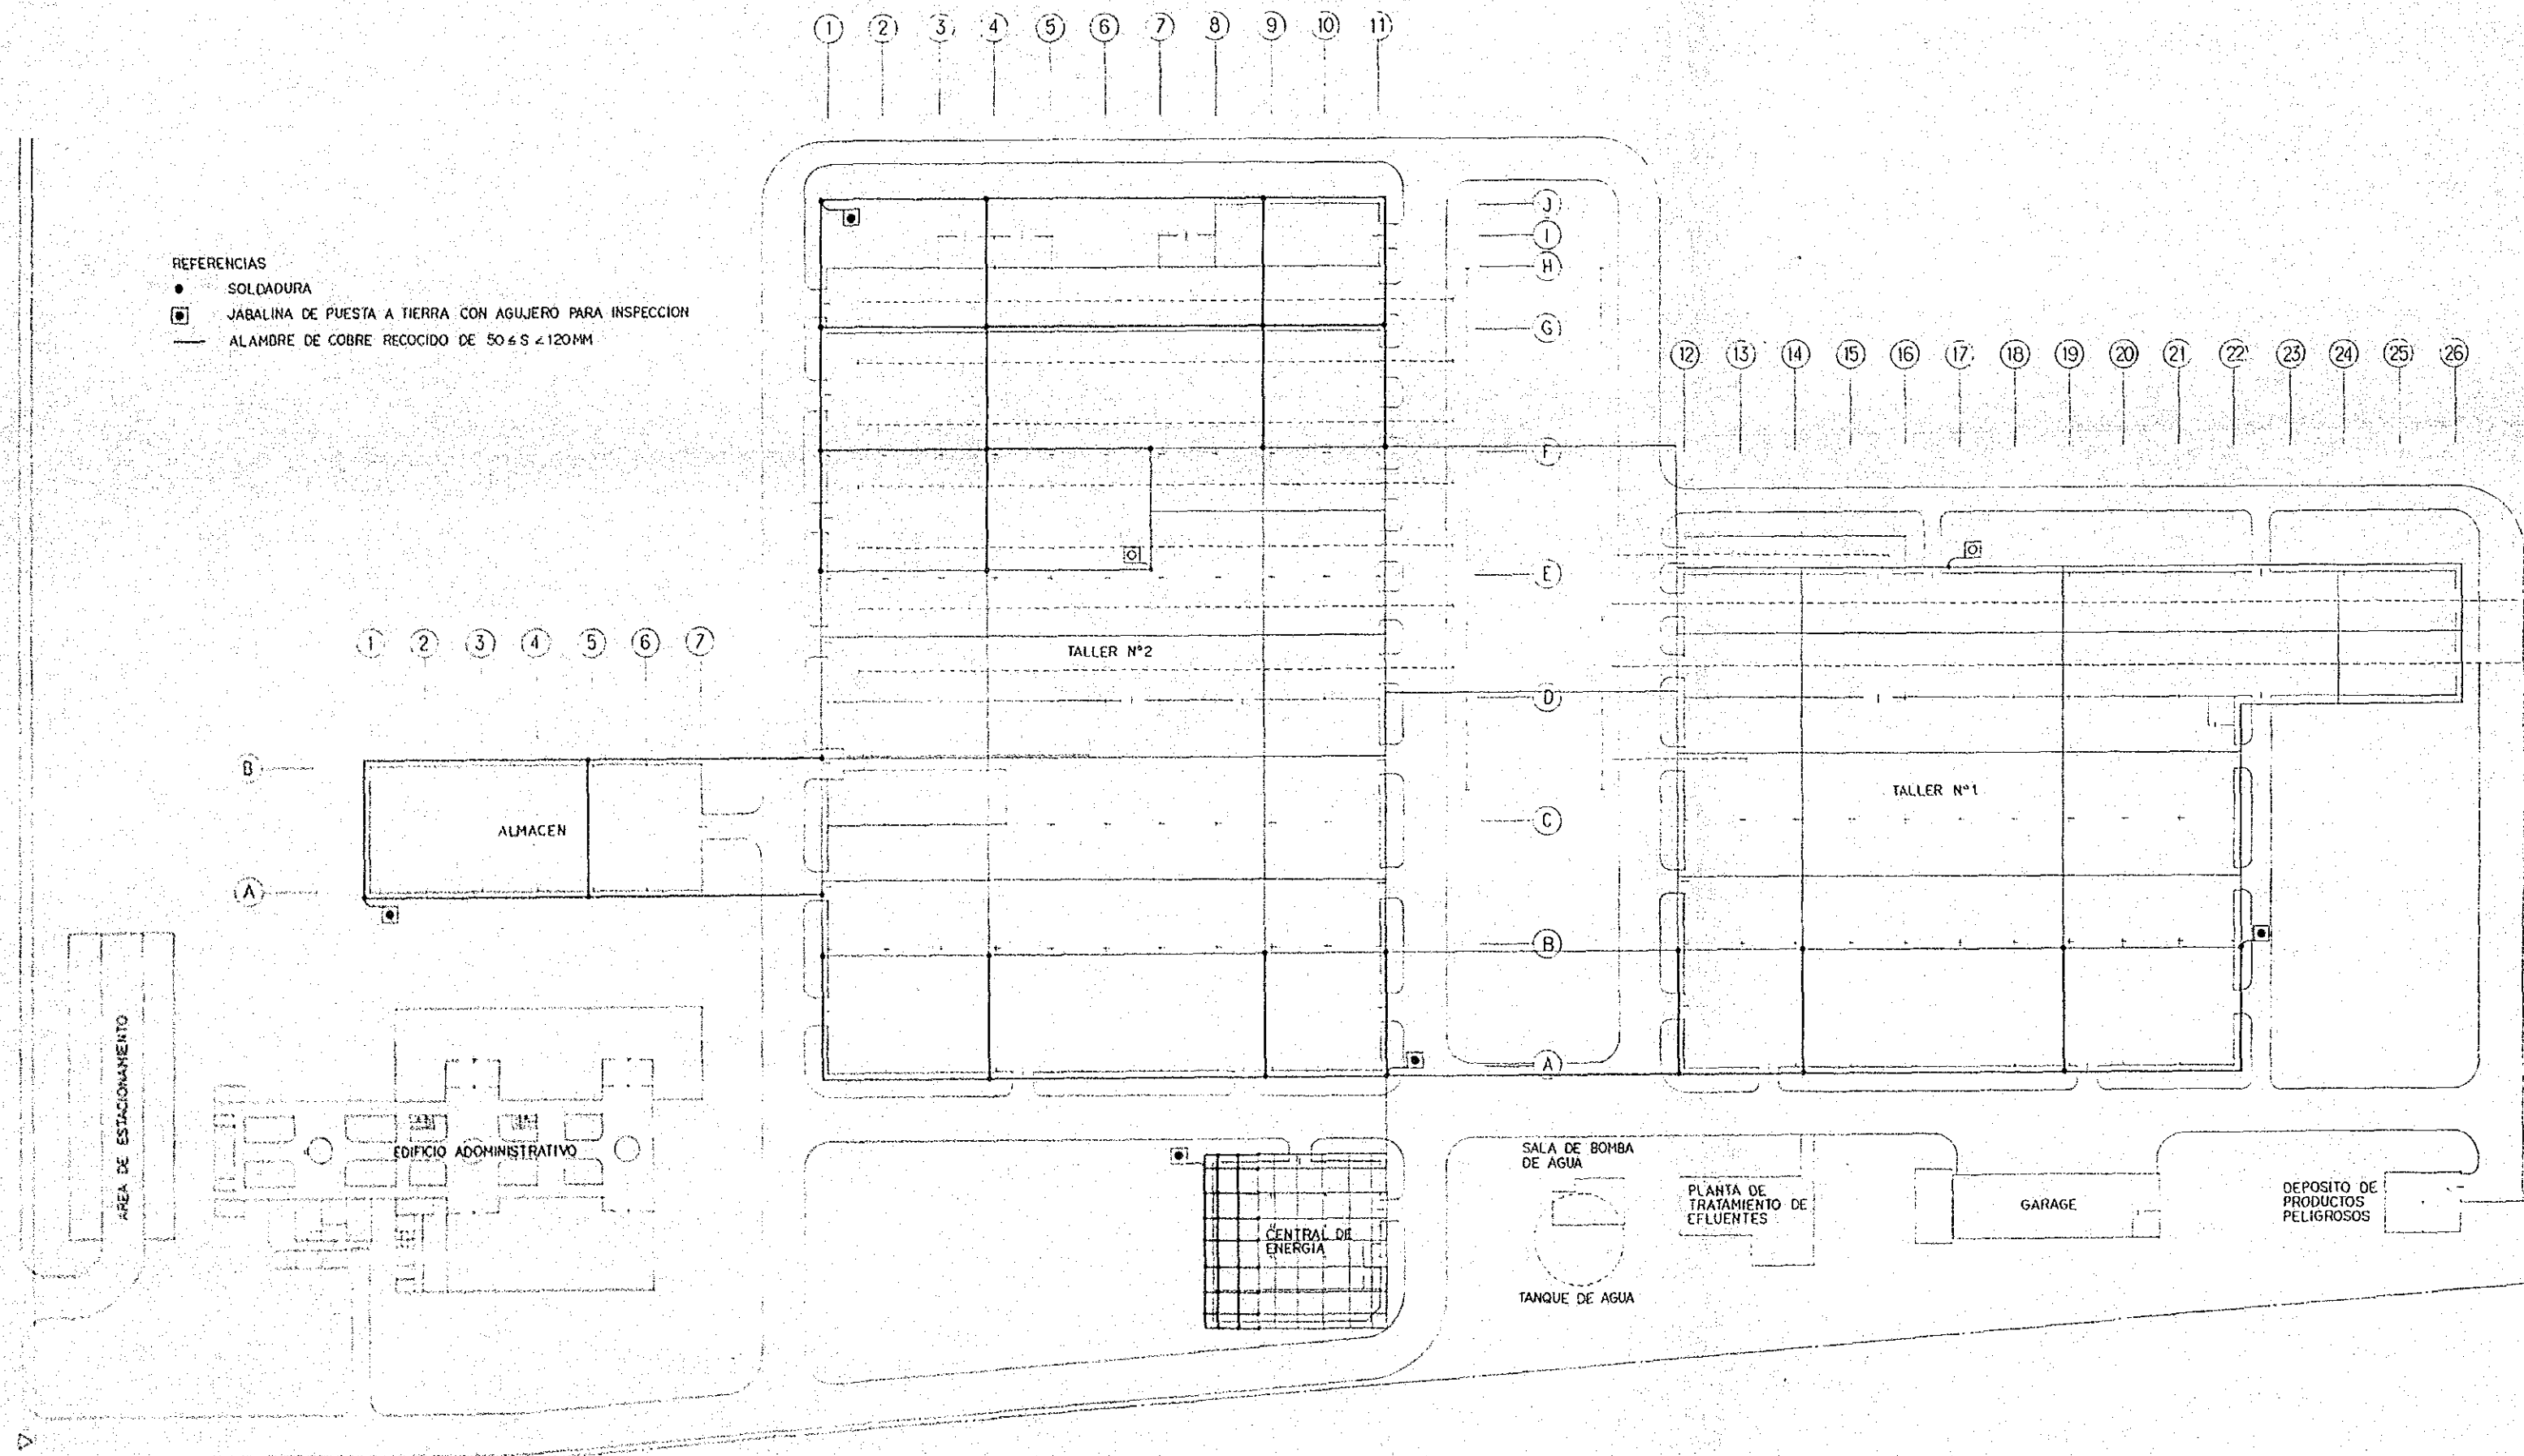 1 2 3 4 5 6 7 8 9 10 11
J
I
H
G
F
E
D
C
B
A
REFERENCIAS
SOLDADURA
JABALINA DE PUESTA A TIERRA CON AGUJERO PARA INSPECCION
ALAMBRE DE COBRE RECOCIDO DE 50≤S<120MM
12 13 14 15 16 17 18 19 20 21 22 23 24 25 26
1 2 3 4 5 6 7
B
A
TALLER Nº2
TALLER Nº1
ALMACEN
AREA DE ESTACIONAMIENTO
EDIFICIO ADOMINISTRATIVO
CENTRAL DE
ENERGIA
SALA DE BOMBA
DE AGUA
TANQUE DE AGUA
PLANTA DE
TRATAMIENTO DE
EFLUENTES
GARAGE
DEPOSITO DE
PRODUCTOS
PELIGROSOS